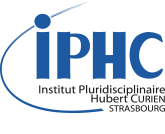 iPHC
Institut Pluridisciplinaire
Hubert CURIEN
STRASBOURG